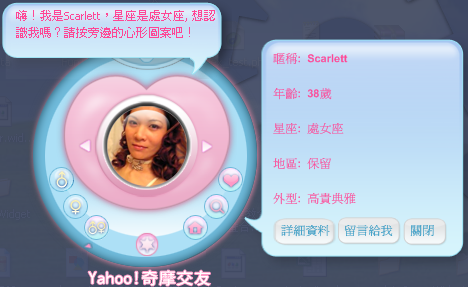 嗨！我是Scarlett，星座是處女座, 想認
識我嗎？請按旁邊的心形圖案吧！
暱稱: Scarlett
年齡: 38歲
星座: 處女座
地區: 保留
外型: 高貴典雅
詳細資料 留言給我 關閉
Yahoo!奇摩交友